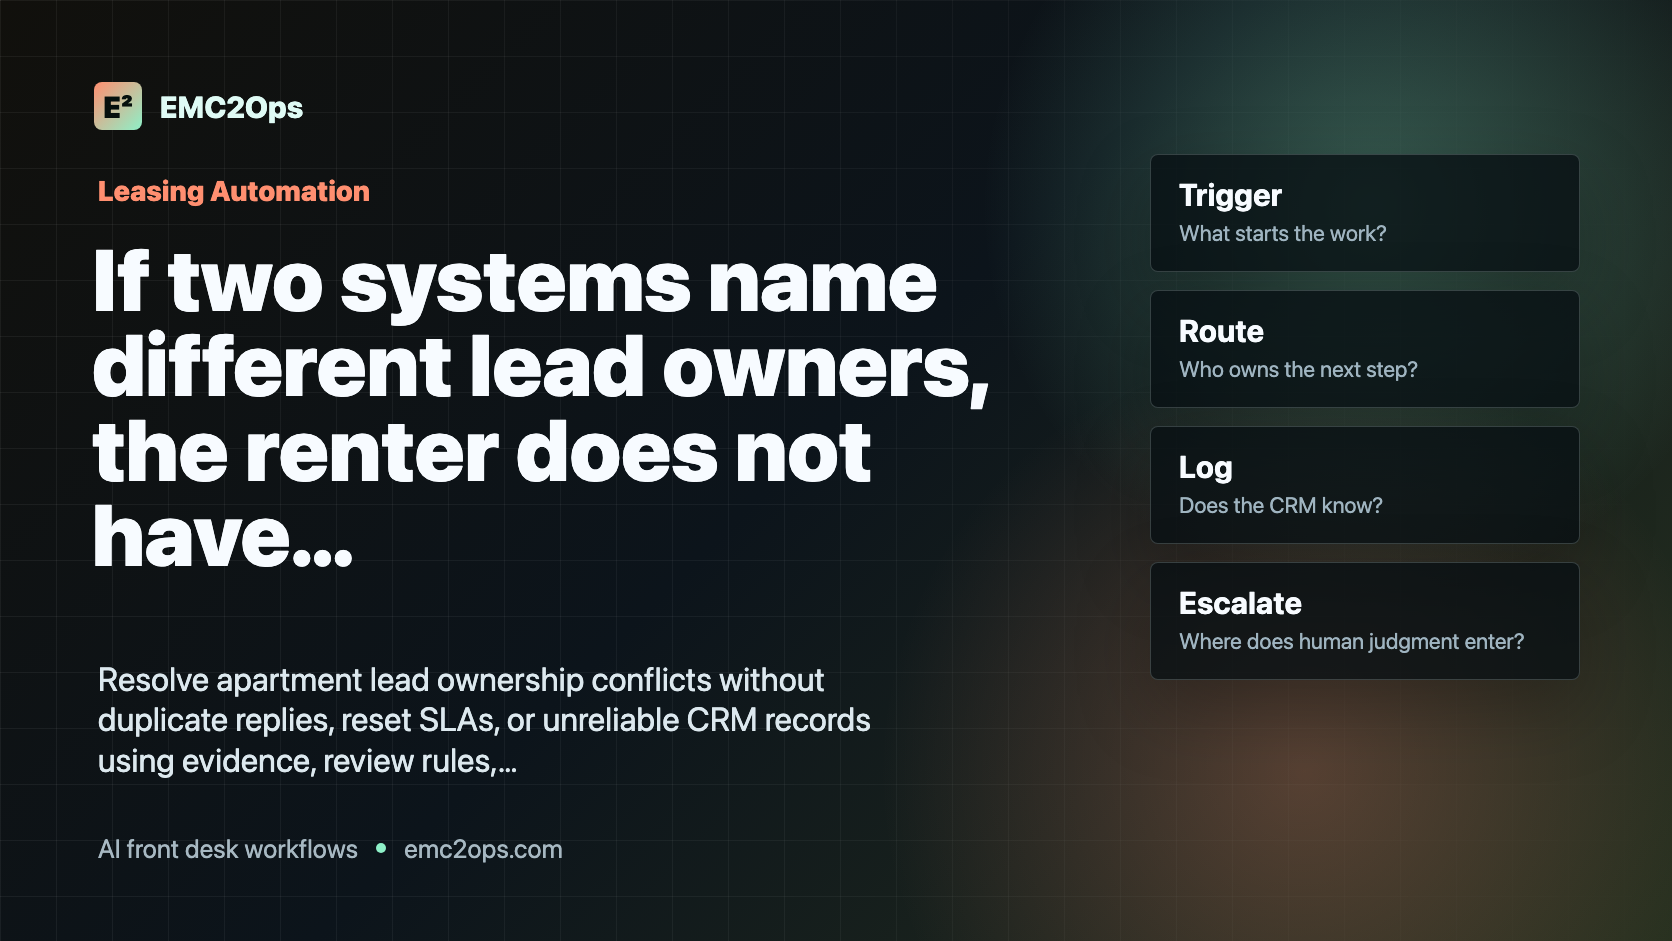 E²
EMC2Ops
Leasing Automation
If two systems name
different lead owners,
the renter does not
have...
Resolve apartment lead ownership conflicts without
duplicate replies, reset SLAs, or unreliable CRM records
using evidence, review rules,...
AI front desk workflows • emc2ops.com
Trigger
What starts the work?
Route
Who owns the next step?
Log
Does the CRM know?
Escalate
Where does human judgment enter?